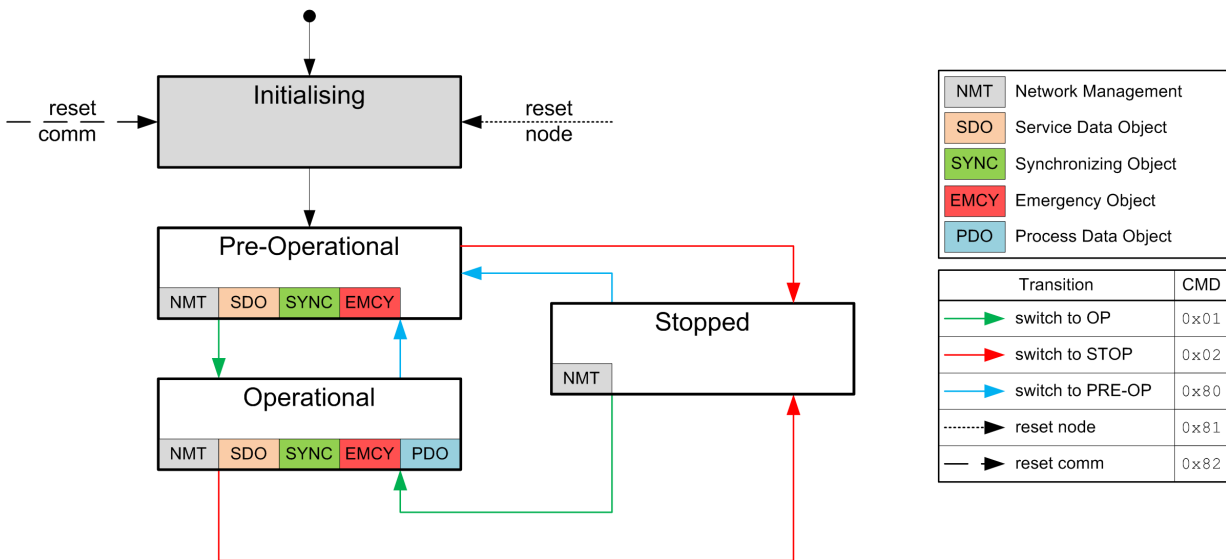 Initialising
reset
comm
reset
node
Pre-Operational
NMT SDO SYNC EMCY
Stopped
NMT
Operational
NMT SDO SYNC EMCY PDO
NMT Network Management
SDO Service Data Object
SYNC Synchronizing Object
EMCY Emergency Object
PDO Process Data Object
Transition CMD
switch to OP 0x01
switch to STOP 0x02
switch to PRE-OP 0x80
reset node 0x81
reset comm 0x82